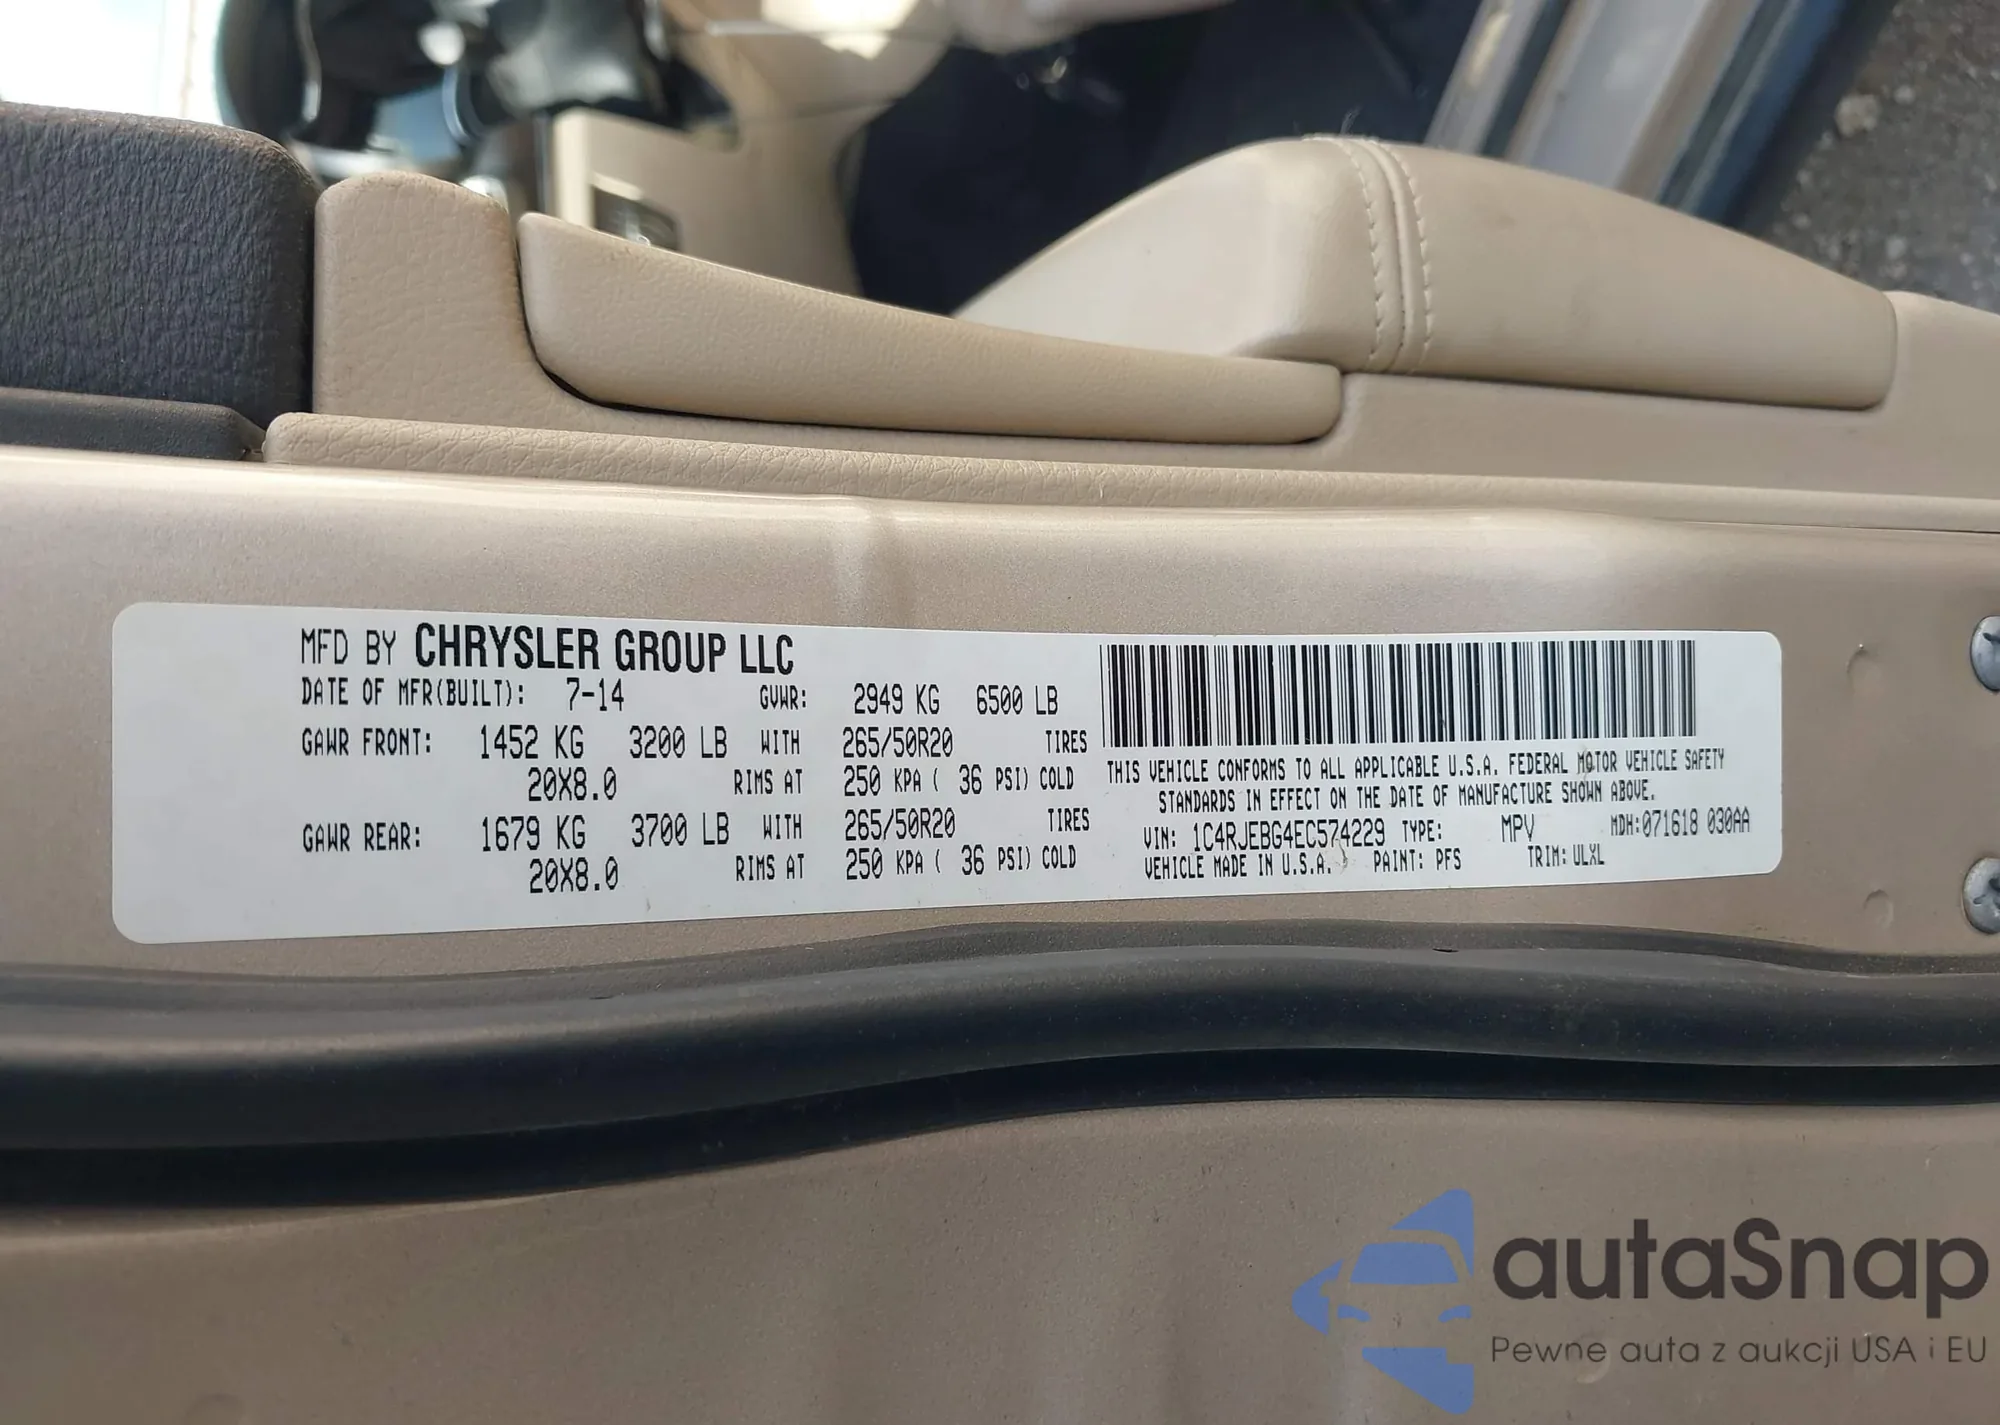 MFD BY CHRYSLER GROUP LLC
DATE OF MFR(BUILT): 7-14 GVWR: 2949 KG 6500 LB
GAWR FRONT: 1452 KG 3200 LB WITH 265/50R20 TIRES
20X8.0 RIMS AT 250 KPA ( 36 PSI) COLD
GAWR REAR: 1679 KG 3700 LB WITH 265/50R20 TIRES
20X8.0 RIMS AT 250 KPA ( 36 PSI) COLD
THIS VEHICLE CONFORMS TO ALL APPLICABLE U.S.A. FEDERAL MOTOR VEHICLE SAFETY
STANDARDS IN EFFECT ON THE DATE OF MANUFACTURE SHOWN ABOVE.
VIN: 1C4RJEBG4EC574229 TYPE: MPV MDH:071618 030AA
VEHICLE MADE IN U.S.A. PAINT: PFS TRIM: ULXL
autaSnap
Pewne auta z aukcji USA i EU